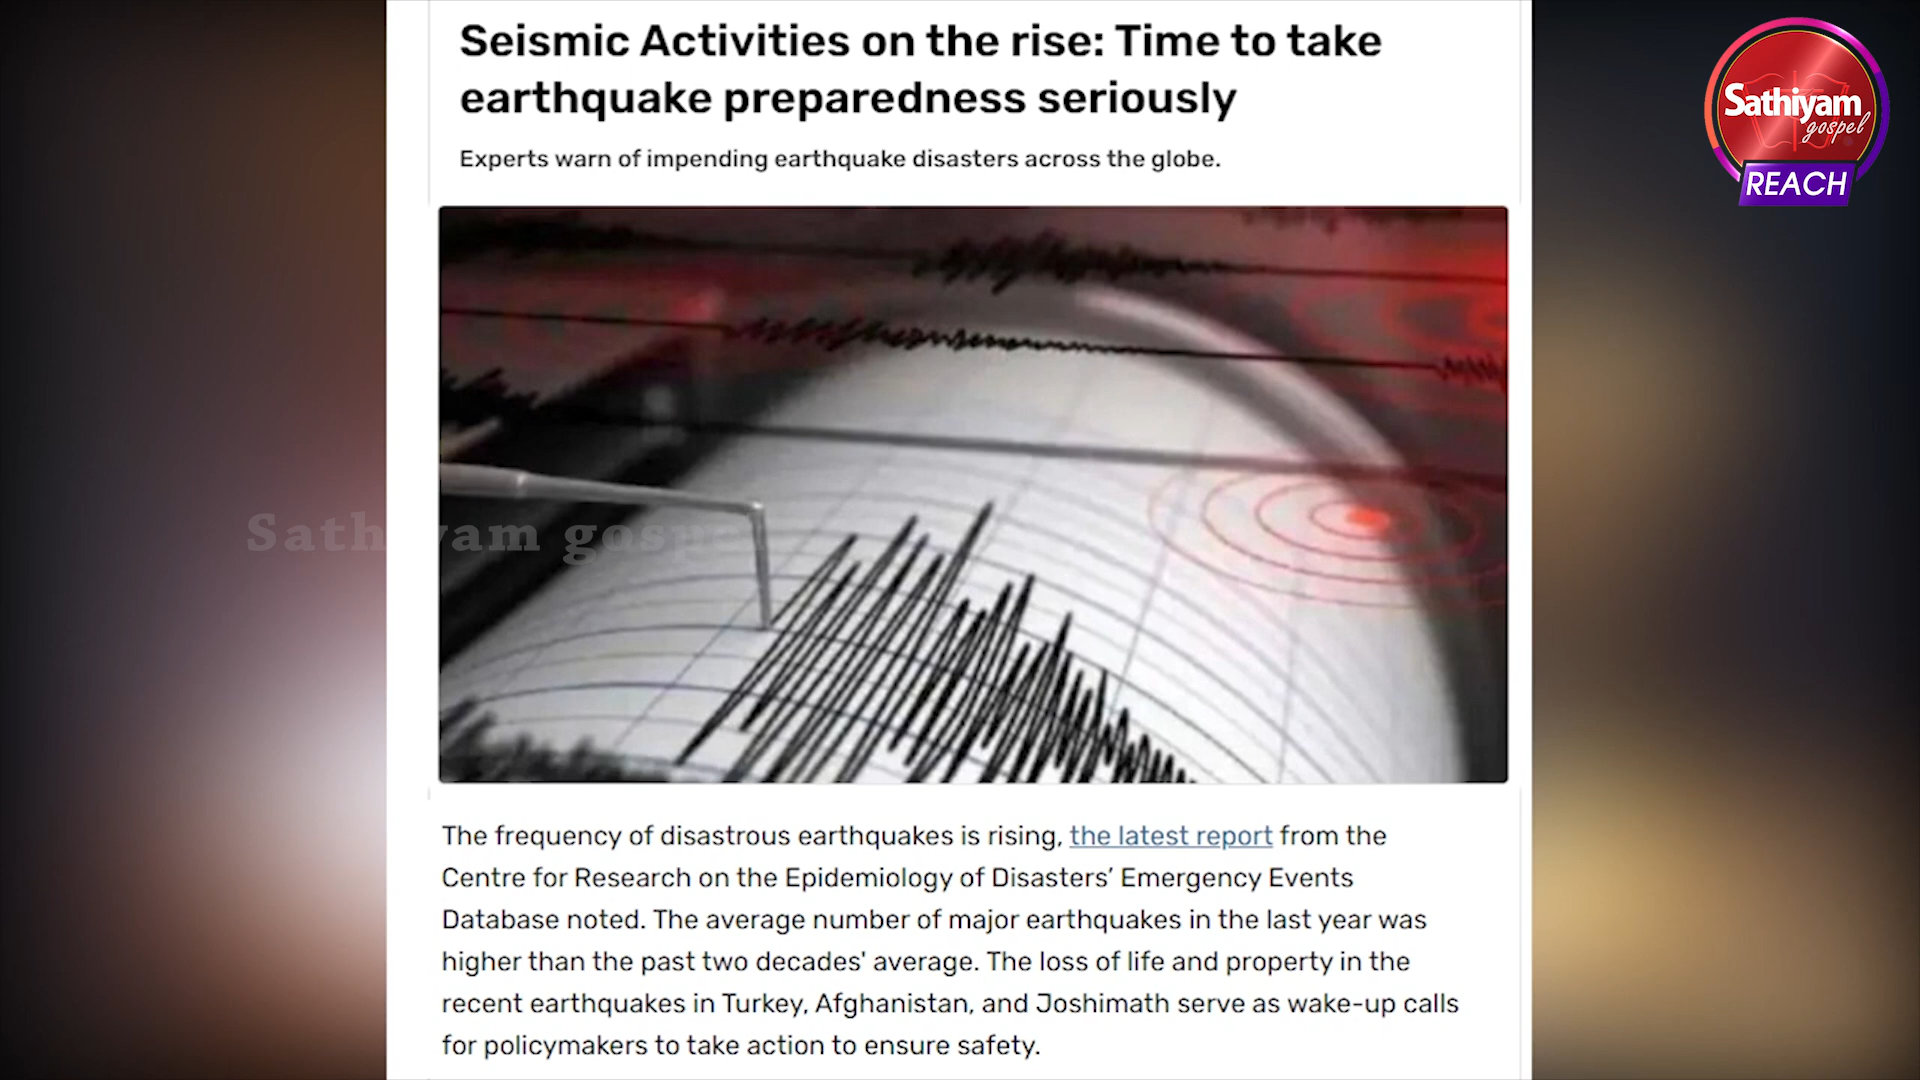 Seismic Activities on the rise: Time to take
earthquake preparedness seriously
Experts warn of impending earthquake disasters across the globe.
Sathiyam
gospel
REACH
Sathiyam gospel
The frequency of disastrous earthquakes is rising, the latest report from the
Centre for Research on the Epidemiology of Disasters’ Emergency Events
Database noted. The average number of major earthquakes in the last year was
higher than the past two decades' average. The loss of life and property in the
recent earthquakes in Turkey, Afghanistan, and Joshimath serve as wake-up calls
for policymakers to take action to ensure safety.